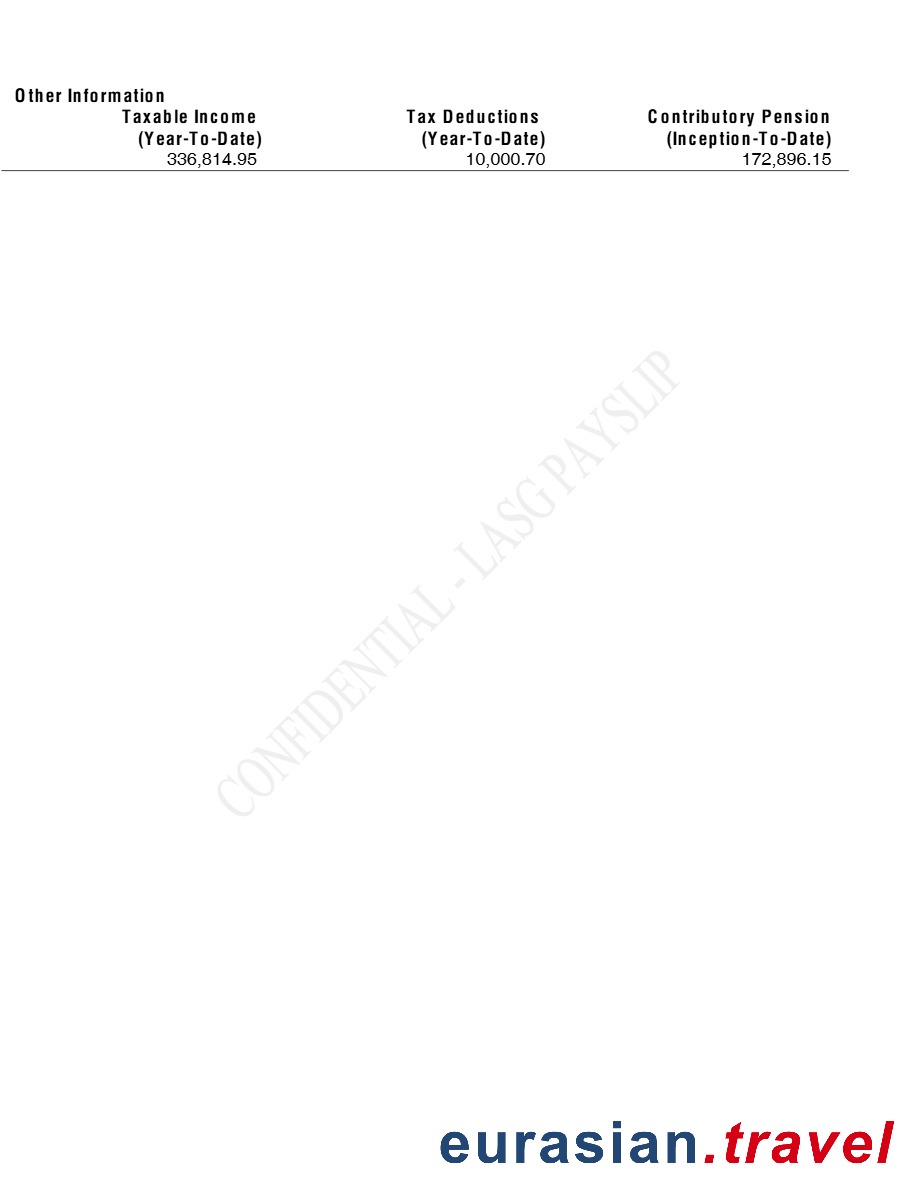 Other Information
Taxable Income Tax Deductions Contributory Pension
(Year-To-Date) (Year-To-Date) (Inception-To-Date)
336,814.95 10,000.70 172,896.15
CONFIDENTIAL - LASG PAYSLIP
eurasian.travel